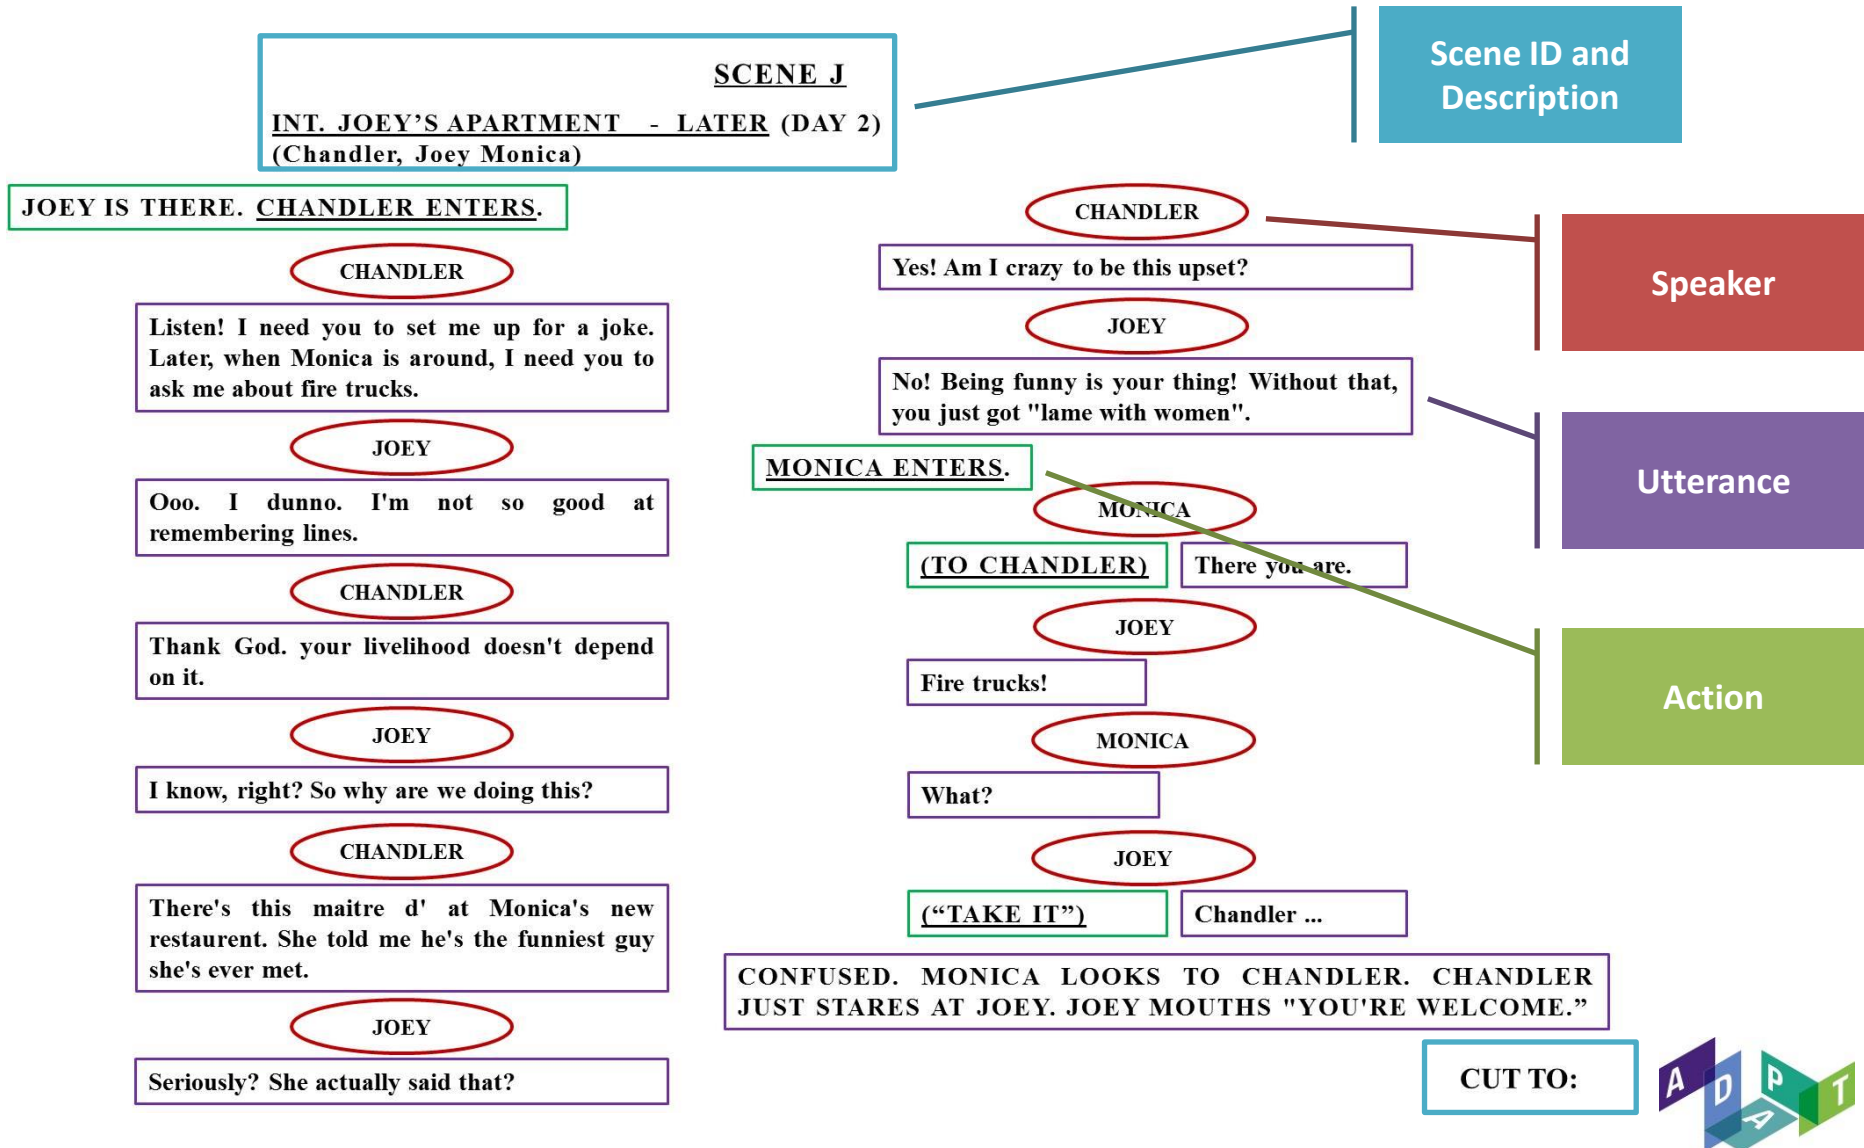 SCENE J
INT. JOEY’S APARTMENT - LATER (DAY 2)
(Chandler, Joey Monica)
JOEY IS THERE. CHANDLER ENTERS.
CHANDLER
Listen! I need you to set me up for a joke.
Later, when Monica is around, I need you to
ask me about fire trucks.
JOEY
Ooo. I dunno. I'm not so good at
remembering lines.
CHANDLER
Thank God. your livelihood doesn't depend
on it.
JOEY
I know, right? So why are we doing this?
CHANDLER
There's this maitre d' at Monica's new
restaurent. She told me he's the funniest guy
she's ever met.
JOEY
Seriously? She actually said that?
CHANDLER
Yes! Am I crazy to be this upset?
JOEY
No! Being funny is your thing! Without that,
you just got "lame with women".
MONICA ENTERS.
MONICA
(TO CHANDLER) There you are.
JOEY
Fire trucks!
MONICA
What?
JOEY
(“TAKE IT”) Chandler ...
CONFUSED. MONICA LOOKS TO CHANDLER. CHANDLER
JUST STARES AT JOEY. JOEY MOUTHS "YOU'RE WELCOME.”
CUT TO:
Scene ID and
Description
Speaker
Utterance
Action
ADAPT